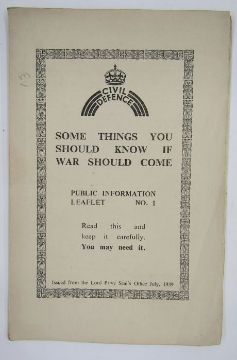 13
CIVIL
DEFENCE
SOME THINGS YOU
SHOULD KNOW IF
WAR SHOULD COME
PUBLIC INFORMATION
LEAFLET NO. 1
Read this and
keep it carefully.
You may need it.
Issued from the Lord Privy Seal's Office July, 1939